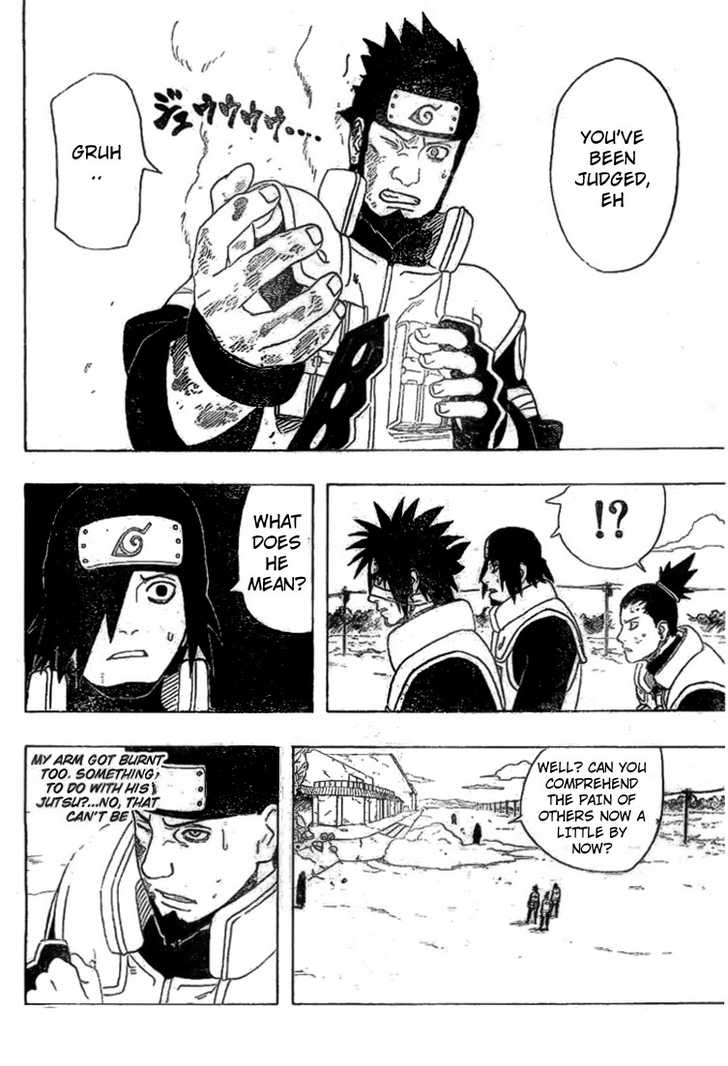 YOU'VE
BEEN
JUDGED,
EH
ジュウウウウ....
GRUH
..
!?
WHAT
DOES
HE
MEAN?
WELL? CAN YOU
COMPREHEND
THE PAIN OF
OTHERS NOW A
LITTLE BY
NOW?
MY ARM GOT BURNT
TOO. SOMETHING
TO DO WITH HIS
JUTSU?...NO, THAT
CAN'T BE